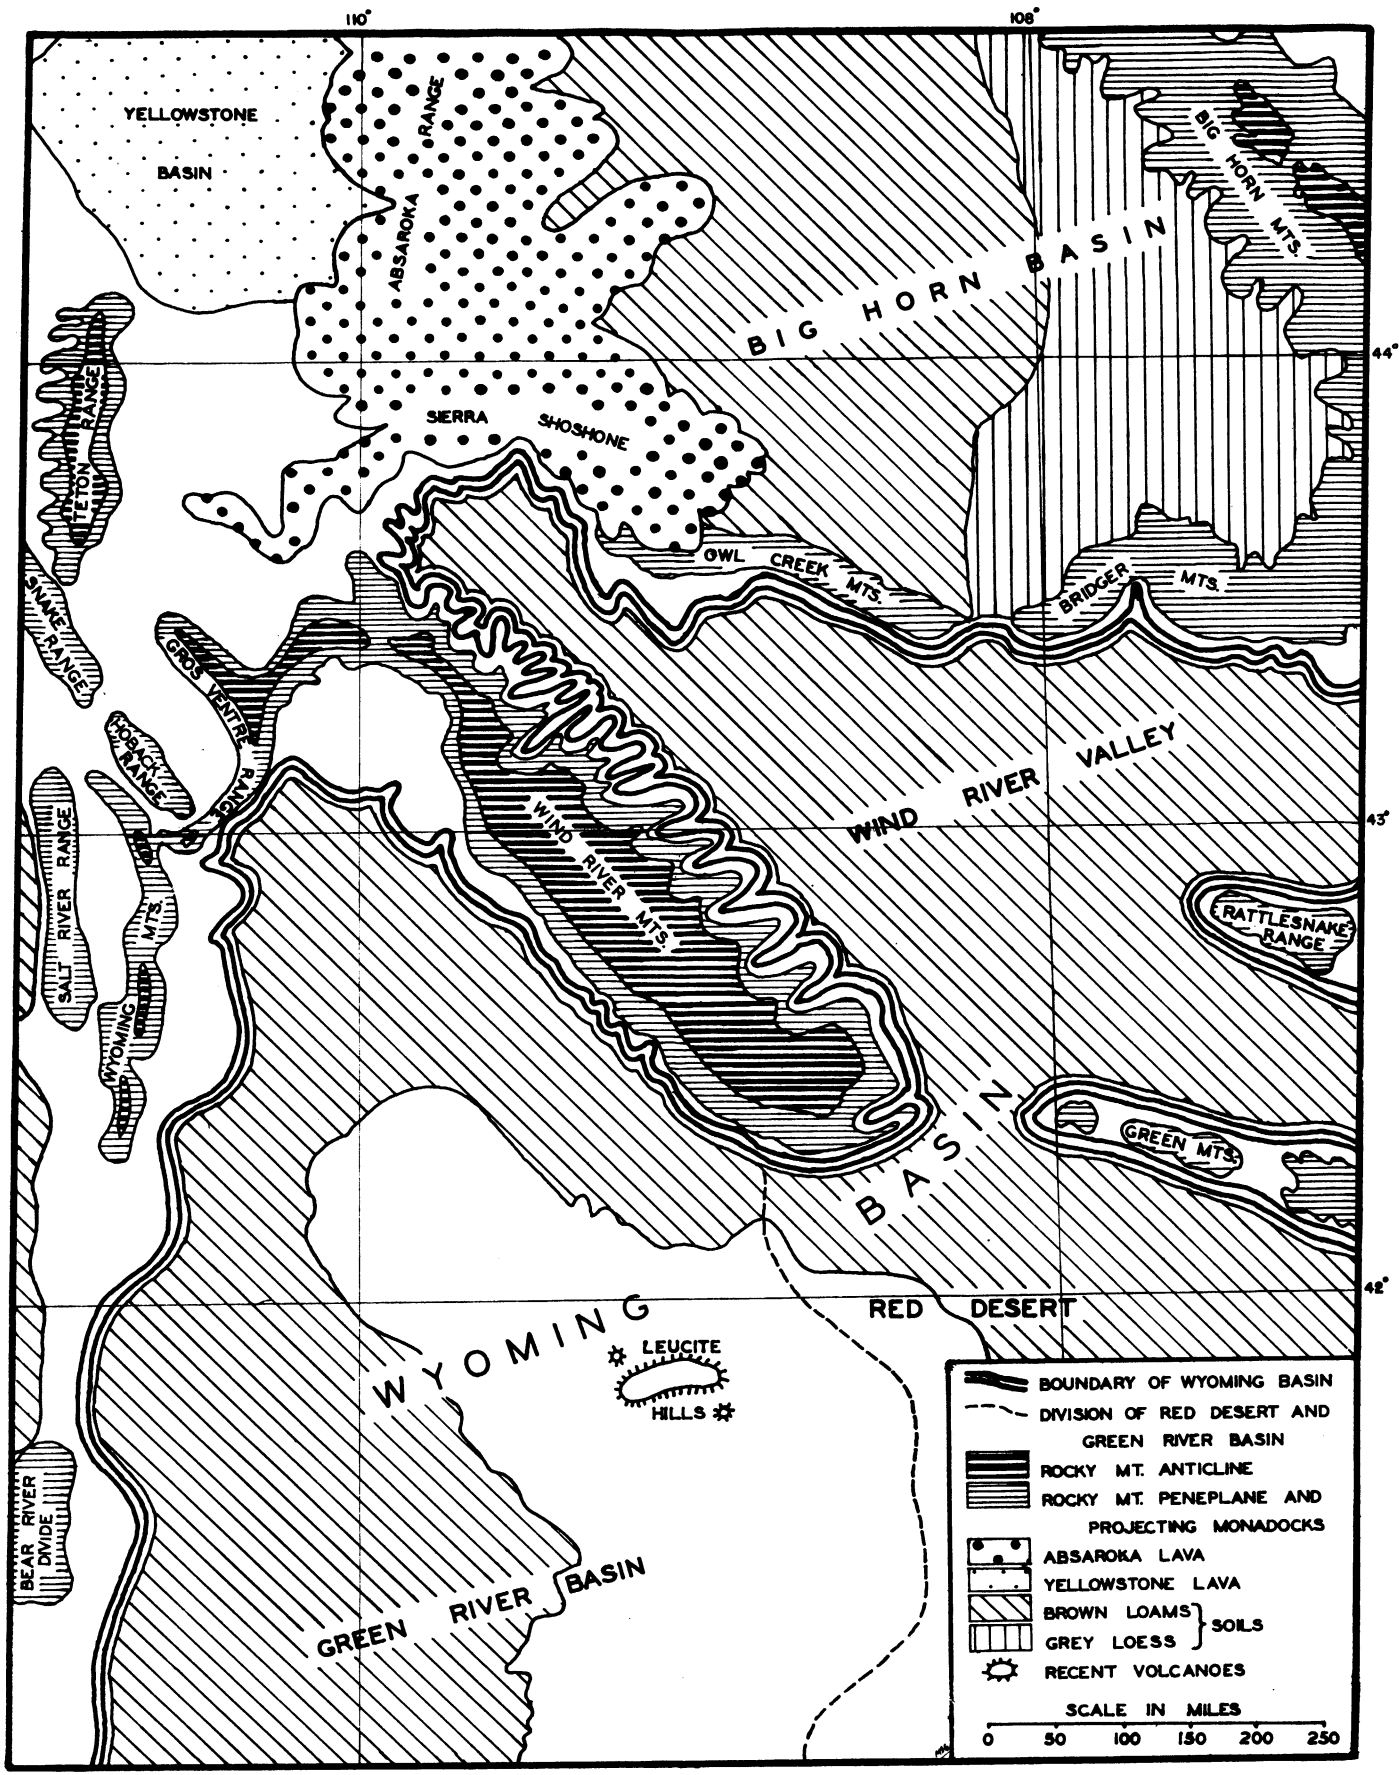 110°
108°
YELLOWSTONE
BASIN
ABSAROKA RANGE
BIG HORN MTS.
BIG HORN BASIN
44°
TETON RANGE
SIERRA SHOSHONE
OWL CREEK MTS.
BRIDGER MTS.
SNAKE RANGE
GROS VENTRE RANGE
HOBACK
RANGE
WIND RIVER VALLEY
43°
SALT RIVER RANGE
WYOMING MTS.
WIND RIVER MTS.
RATTLESNAKE
RANGE
GREEN MTS.
WYOMING BASIN
42°
RED DESERT
LEUCITE
HILLS
BEAR RIVER
DIVIDE
GREEN RIVER BASIN
BOUNDARY OF WYOMING BASIN
DIVISION OF RED DESERT AND
GREEN RIVER BASIN
ROCKY MT. ANTICLINE
ROCKY MT. PENEPLANE AND
PROJECTING MONADOCKS
ABSAROKA LAVA
YELLOWSTONE LAVA
BROWN LOAMS
SOILS
GREY LOESS
RECENT VOLCANOES
SCALE IN MILES
0 50 100 150 200 250